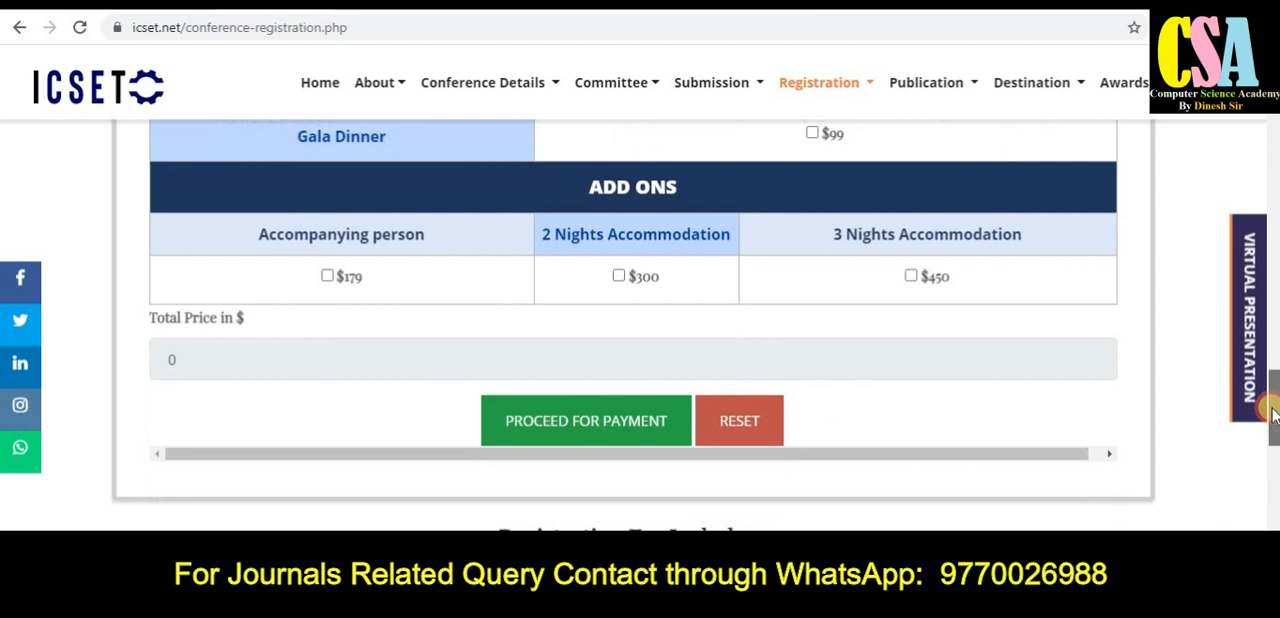 icset.net/conference-registration.php
CSA
Computer Science Academy
By Dinesh Sir
ICSET
Home About Conference Details Committee Submission Registration Publication Destination Awards
Gala Dinner $99
ADD ONS
Accompanying person 2 Nights Accommodation 3 Nights Accommodation
$179 $300 $450
Total Price in $
0
PROCEED FOR PAYMENT RESET
VIRTUAL PRESENTATION
For Journals Related Query Contact through WhatsApp: 9770026988